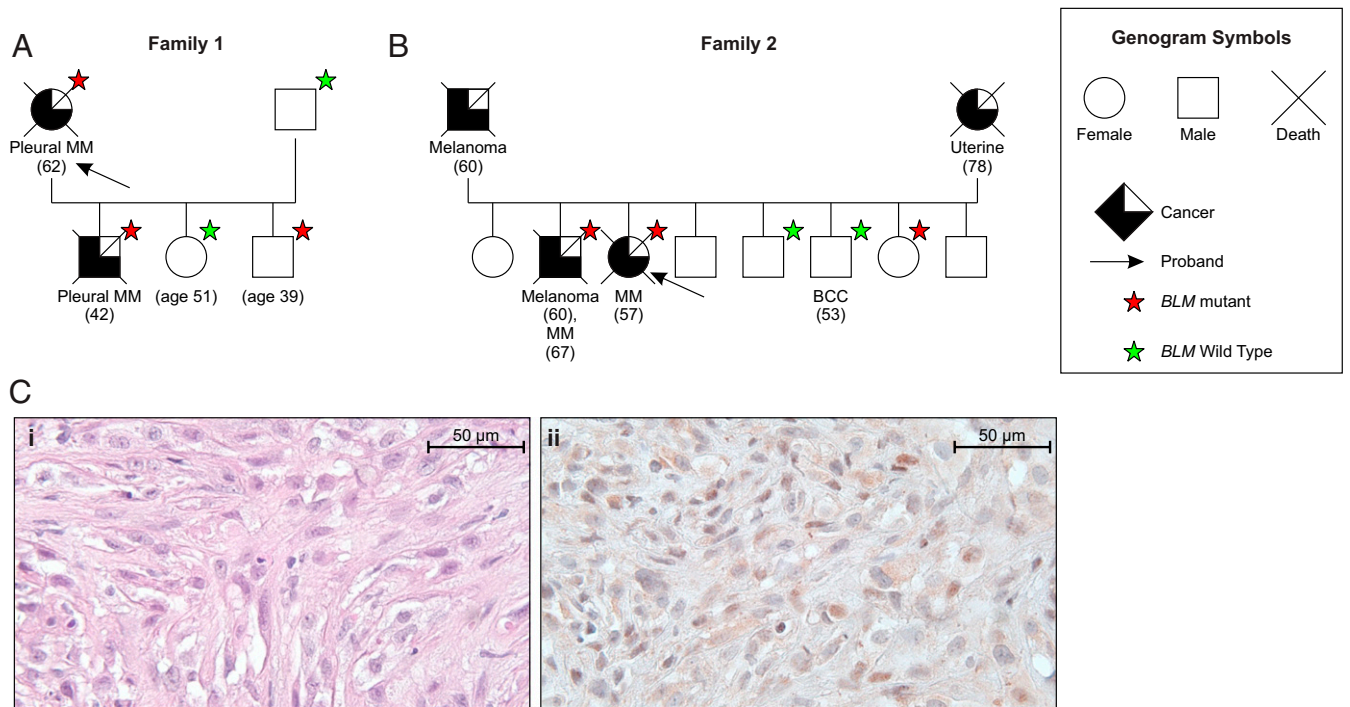 A
Family 1
Pleural MM
(62)
Pleural MM
(42)
(age 51)
(age 39)
B
Family 2
Melanoma
(60)
Uterine
(78)
Melanoma
(60),
MM
(67)
MM
(57)
BCC
(53)
Genogram Symbols
Female
Male
Death
Cancer
Proband
BLM mutant
BLM Wild Type
C
i
50 µm
ii
50 µm